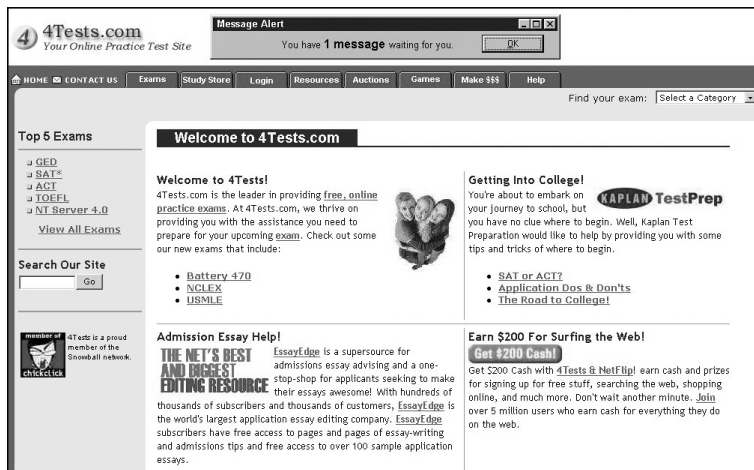 4 4Tests.com
Your Online Practice Test Site
Message Alert
You have 1 message waiting for you.
OK
HOME CONTACT US Exams Study Store Login Resources Auctions Games Make $$$ Help
Find your exam: Select a Category
Top 5 Exams
GED
SAT*
ACT
TOEFL
NT Server 4.0
View All Exams
Search Our Site
Go
member of
chickclick
4Tests is a proud
member of the
Snowball network.
Welcome to 4Tests.com
Welcome to 4Tests!
4Tests.com is the leader in providing free, online
practice exams. At 4Tests.com, we thrive on
providing you with the assistance you need to
prepare for your upcoming exam. Check out some
our new exams that include:
Battery 470
NCLEX
USMLE
Getting Into College!
KAPLAN TestPrep
You're about to embark on
your journey to school, but
you have no clue where to begin. Well, Kaplan Test
Preparation would like to help by providing you with some
tips and tricks of where to begin.
SAT or ACT?
Application Dos & Don'ts
The Road to College!
Admission Essay Help!
THE NET'S BEST
AND BIGGEST
EDITING RESOURCE
EssayEdge is a supersource for
admissions essay advising and a one-
stop-shop for applicants seeking to make
their essays awesome! With hundreds of
thousands of subscribers and thousands of customers, EssayEdge is
the world's largest application essay editing company. EssayEdge
subscribers have free access to pages and pages of essay-writing
and admissions tips and free access to over 100 sample application
essays.
Earn $200 For Surfing the Web!
Get $200 Cash!
Get $200 Cash with 4Tests & NetFlip! earn cash and prizes
for signing up for free stuff, searching the web, shopping
online, and much more. Don't wait another minute. Join
over 5 million users who earn cash for everything they do
on the web.